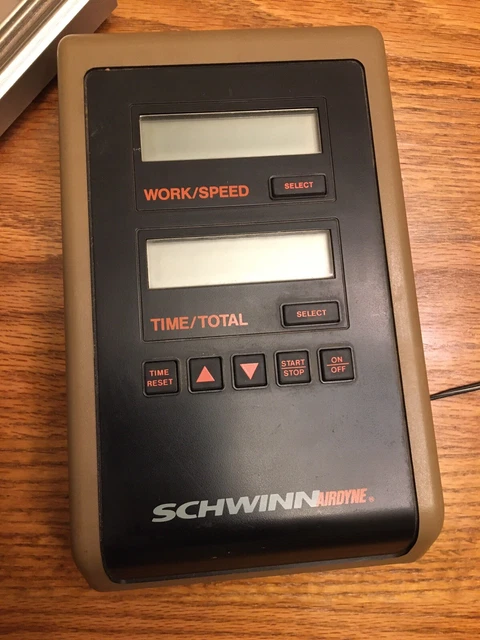 WORK/SPEED
SELECT
TIME/TOTAL
SELECT
TIME
RESET
START
STOP
ON
OFF
SCHWINN AIRDYNE